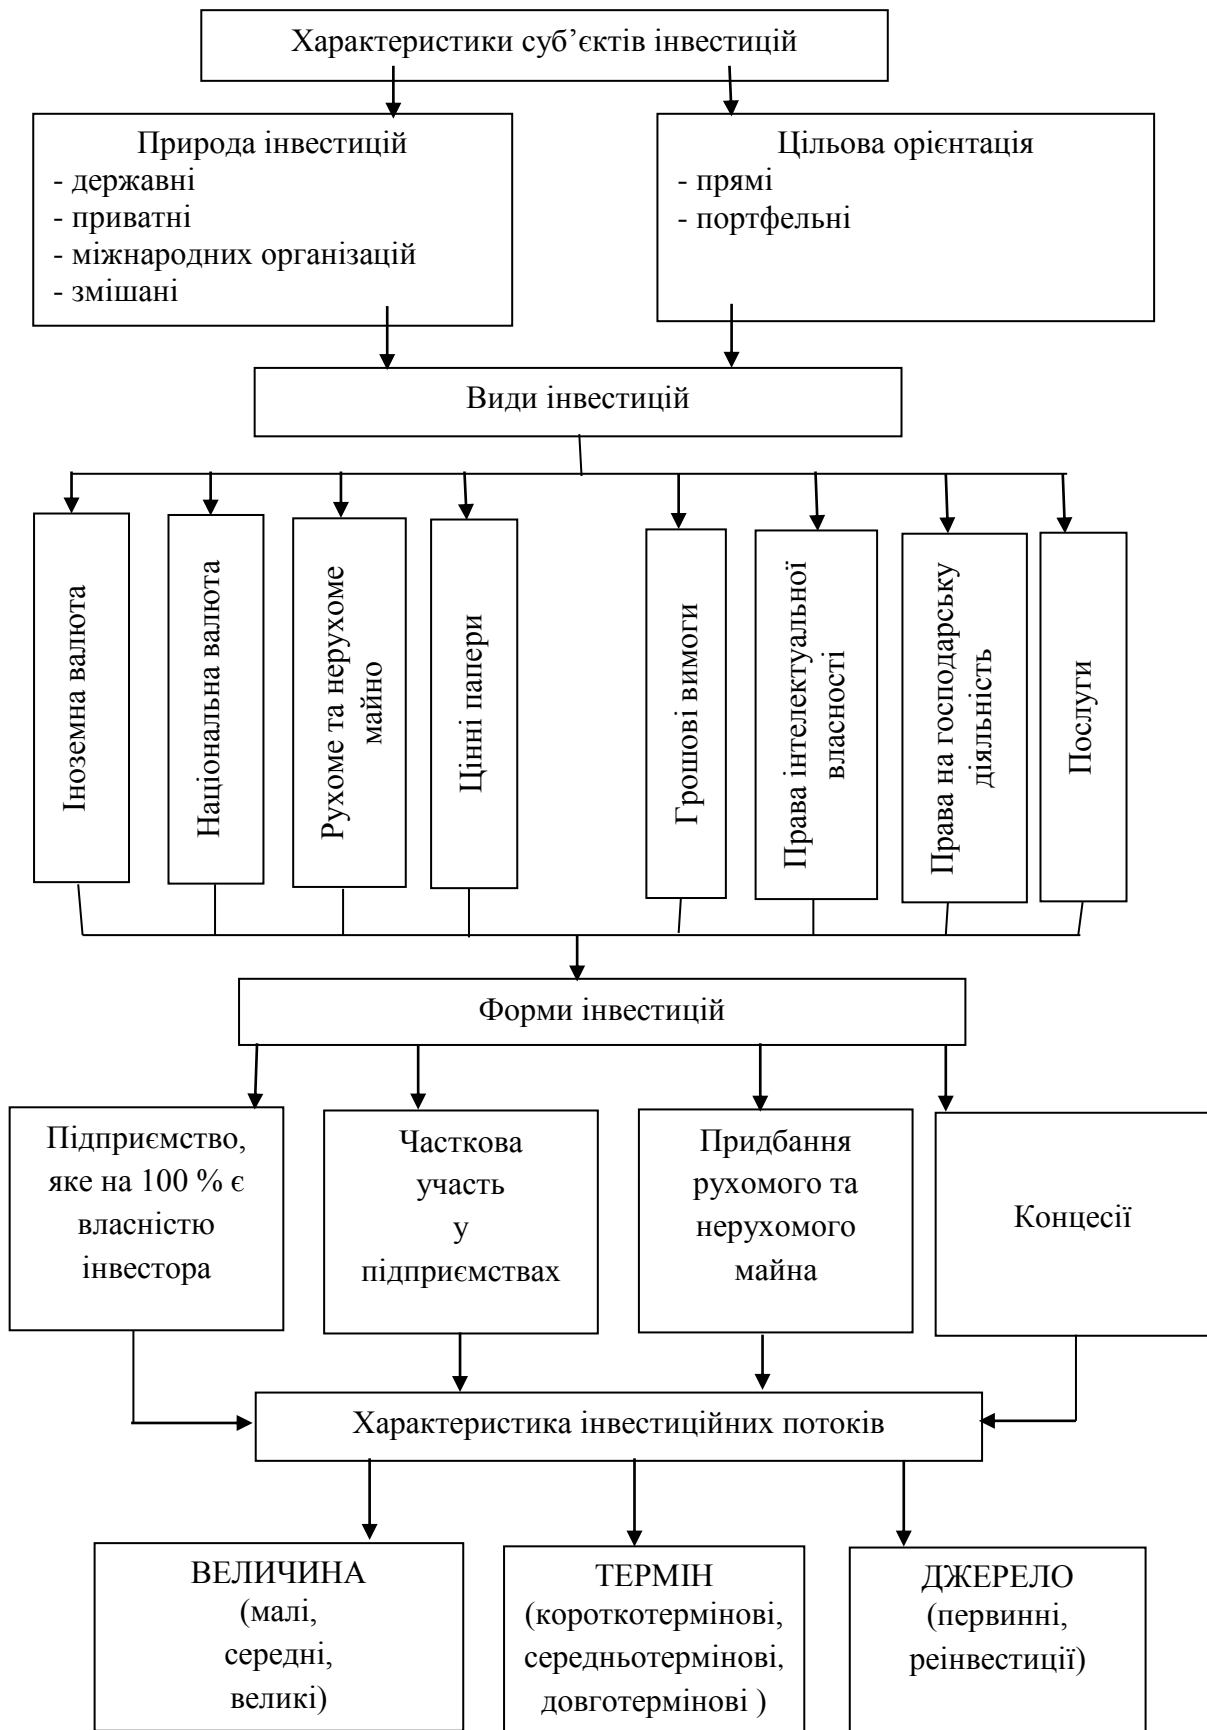 Характеристики суб’єктів інвестицій
Природа інвестицій
- державні
- приватні
- міжнародних організацій
- змішані
Цільова орієнтація
- прямі
- портфельні
Види інвестицій
Іноземна валюта
Національна валюта
Рухоме та нерухоме
майно
Цінні папери
Грошові вимоги
Права інтелектуальної
власності
Права на господарську
діяльність
Послуги
Форми інвестицій
Підприємство,
яке на 100 % є
власністю
інвестора
Часткова
участь
у
підприємствах
Придбання
рухомого та
нерухомого
майна
Концесії
Характеристика інвестиційних потоків
ВЕЛИЧИНА
(малі,
середні,
великі)
ТЕРМІН
(короткотермінові,
середньотермінові,
довготермінові )
ДЖЕРЕЛО
(первинні,
реінвестиції)